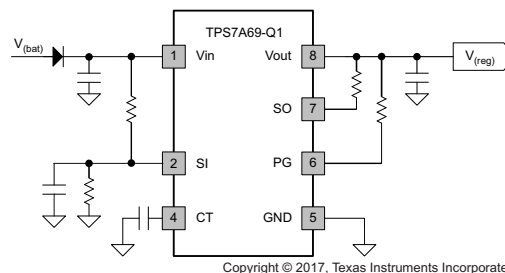 TPS7A69-Q1
V(bat)
1 Vin Vout 8
V(reg)
SO 7
2 SI PG 6
4 CT GND 5
Copyright © 2017, Texas Instruments Incorporate